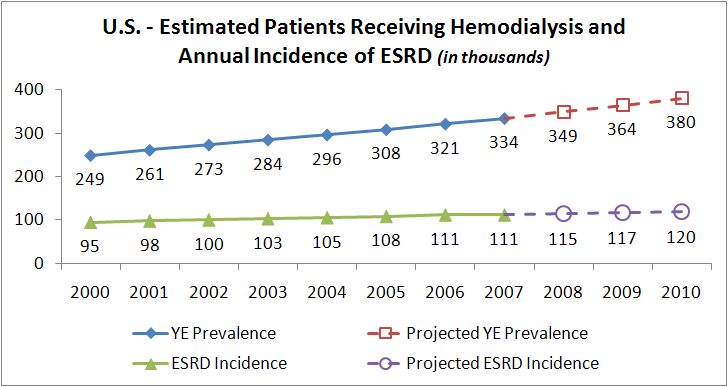 U.S. - Estimated Patients Receiving Hemodialysis and
Annual Incidence of ESRD (in thousands)
400
300
200
100
0
249 261 273 284 296 308 321 334 349 364 380
95 98 100 103 105 108 111 111 115 117 120
2000 2001 2002 2003 2004 2005 2006 2007 2008 2009 2010
YE Prevalence Projected YE Prevalence
ESRD Incidence Projected ESRD Incidence